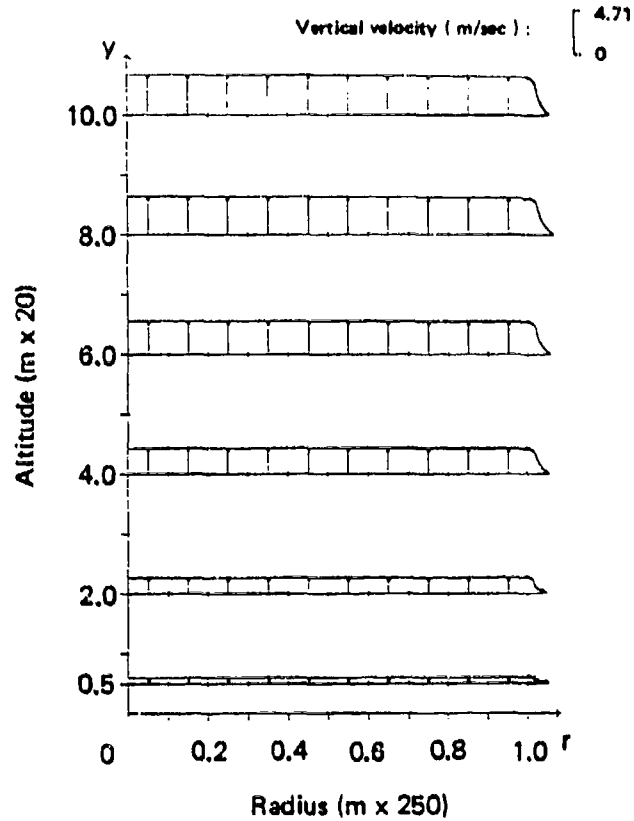 Vertical velocity ( m/sec ) :
4.71
0
y
10.0
8.0
6.0
4.0
2.0
0.5
Altitude (m x 20)
0 0.2 0.4 0.6 0.8 1.0 r
Radius (m x 250)